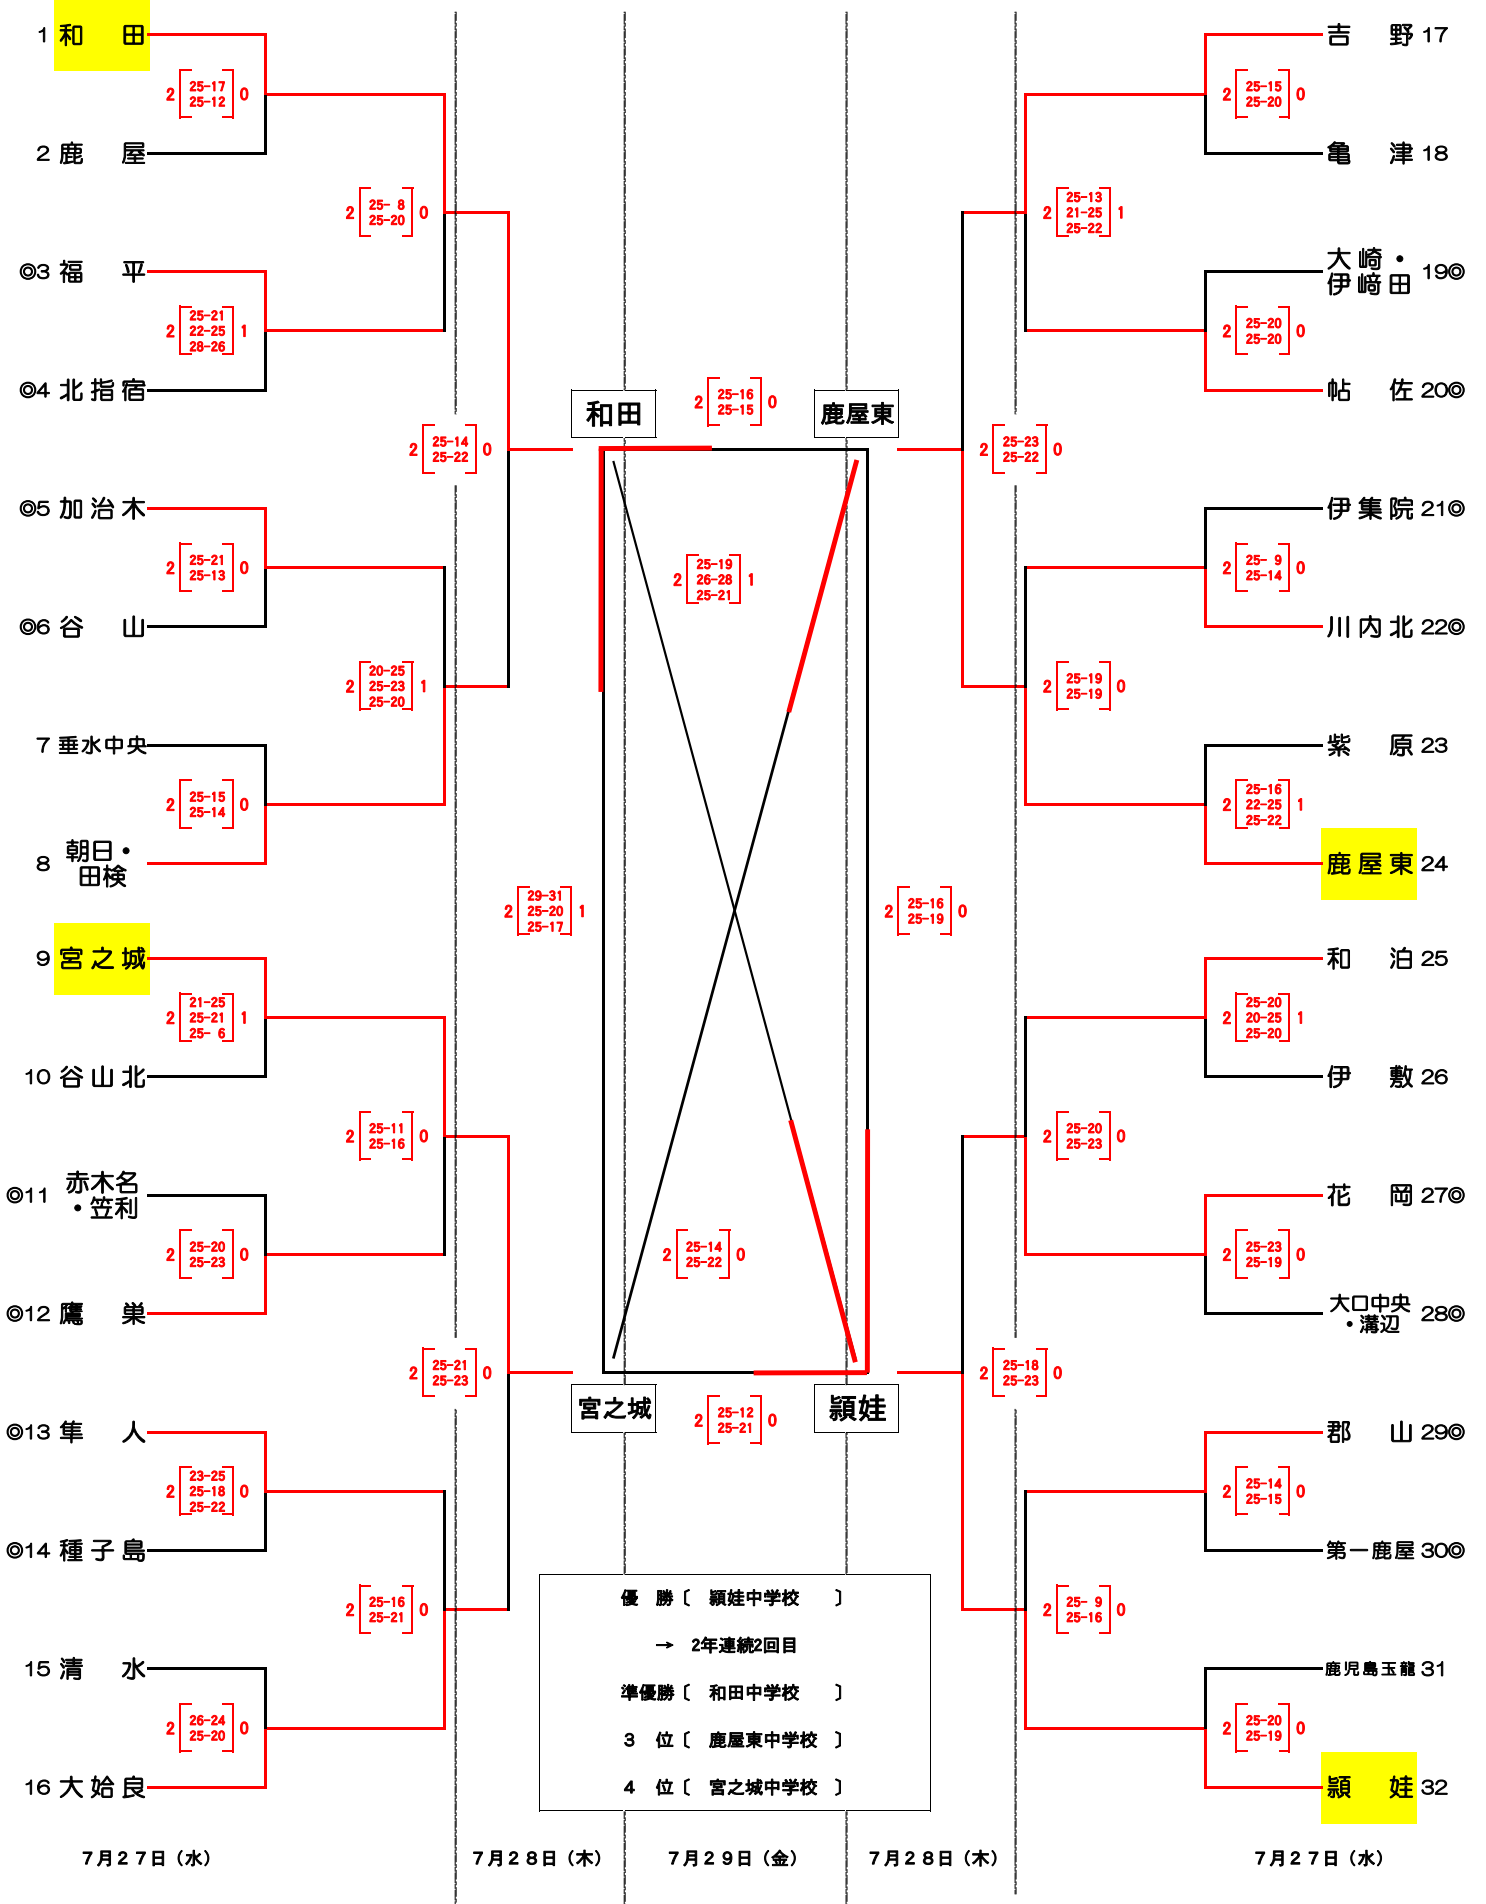 1 和 田
2 [25-17 25-12] 0
2 鹿 屋
2 [25- 8 25-20] 0
◎3 福 平
2 [25-21 22-25 28-26] 1
◎4 北指宿
2 [25-14 25-22] 0
◎5 加治木
2 [25-21 25-13] 0
◎6 谷 山
2 [20-25 25-23 25-20] 1
7 垂水中央
2 [25-15 25-14] 0
8 朝日・
田検
9 宮之城
2 [21-25 25-21 25- 6] 1
10 谷山北
2 [25-11 25-16] 0
◎11 赤木名
・笠利
2 [25-20 25-23] 0
◎12 鷹 巣
2 [25-21 25-23] 0
◎13 隼 人
2 [23-25 25-18 25-22] 0
◎14 種子島
2 [25-16 25-21] 0
15 清 水
2 [26-24 25-20] 0
16 大姶良
和田
2 [25-16 25-15] 0
鹿屋東
2 [25-19 26-28 25-21] 1
2 [29-31 25-20 25-17] 1
2 [25-16 25-19] 0
2 [25-14 25-22] 0
宮之城
2 [25-12 25-21] 0
頴娃
吉 野 17
2 [25-15 25-20] 0
亀 津 18
2 [25-13 21-25 25-22] 1
大崎・
伊﨑田 19◎
2 [25-20 25-20] 0
帖 佐 20◎
2 [25-23 25-22] 0
伊集院 21◎
2 [25- 9 25-14] 0
川内北 22◎
2 [25-19 25-19] 0
紫 原 23
2 [25-16 22-25 25-22] 1
鹿屋東 24
和 泊 25
2 [25-20 20-25 25-20] 1
伊 敷 26
2 [25-20 25-23] 0
花 岡 27◎
2 [25-23 25-19] 0
大口中央
・溝辺 28◎
2 [25-18 25-23] 0
郡 山 29◎
2 [25-14 25-15] 0
第一鹿屋 30◎
2 [25- 9 25-16] 0
鹿児島玉龍 31
2 [25-20 25-19] 0
頴 娃 32
優 勝〔 頴娃中学校 〕
→ 2年連続2回目
準優勝〔 和田中学校 〕
３ 位〔 鹿屋東中学校 〕
４ 位〔 宮之城中学校 〕
７月２７日（水） ７月２８日（木） ７月２９日（金） ７月２８日（木） ７月２７日（水）